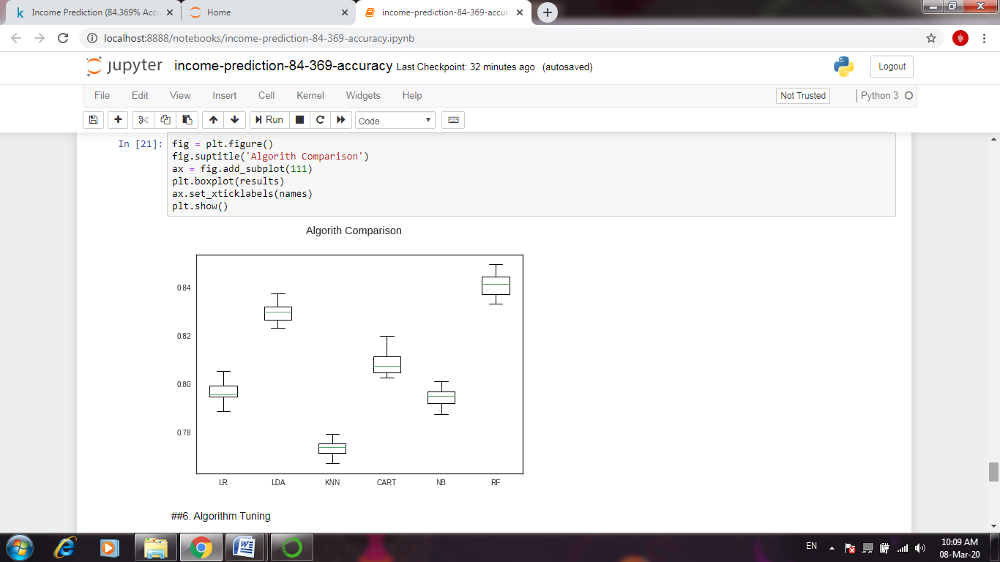 Income Prediction (84.369% Accu
Home
income-prediction-84-369-accura
localhost:8888/notebooks/income-prediction-84-369-accuracy.ipynb
jupyter income-prediction-84-369-accuracy Last Checkpoint: 32 minutes ago (autosaved)
Logout
File Edit View Insert Cell Kernel Widgets Help
Not Trusted
Python 3
Run
Code
In [21]:
fig = plt.figure()
fig.suptitle('Algorith Comparison')
ax = fig.add_subplot(111)
plt.boxplot(results)
ax.set_xticklabels(names)
plt.show()
Algorith Comparison
0.84
0.82
0.80
0.78
LR LDA KNN CART NB RF
##6. Algorithm Tuning
EN
10:09 AM
08-Mar-20